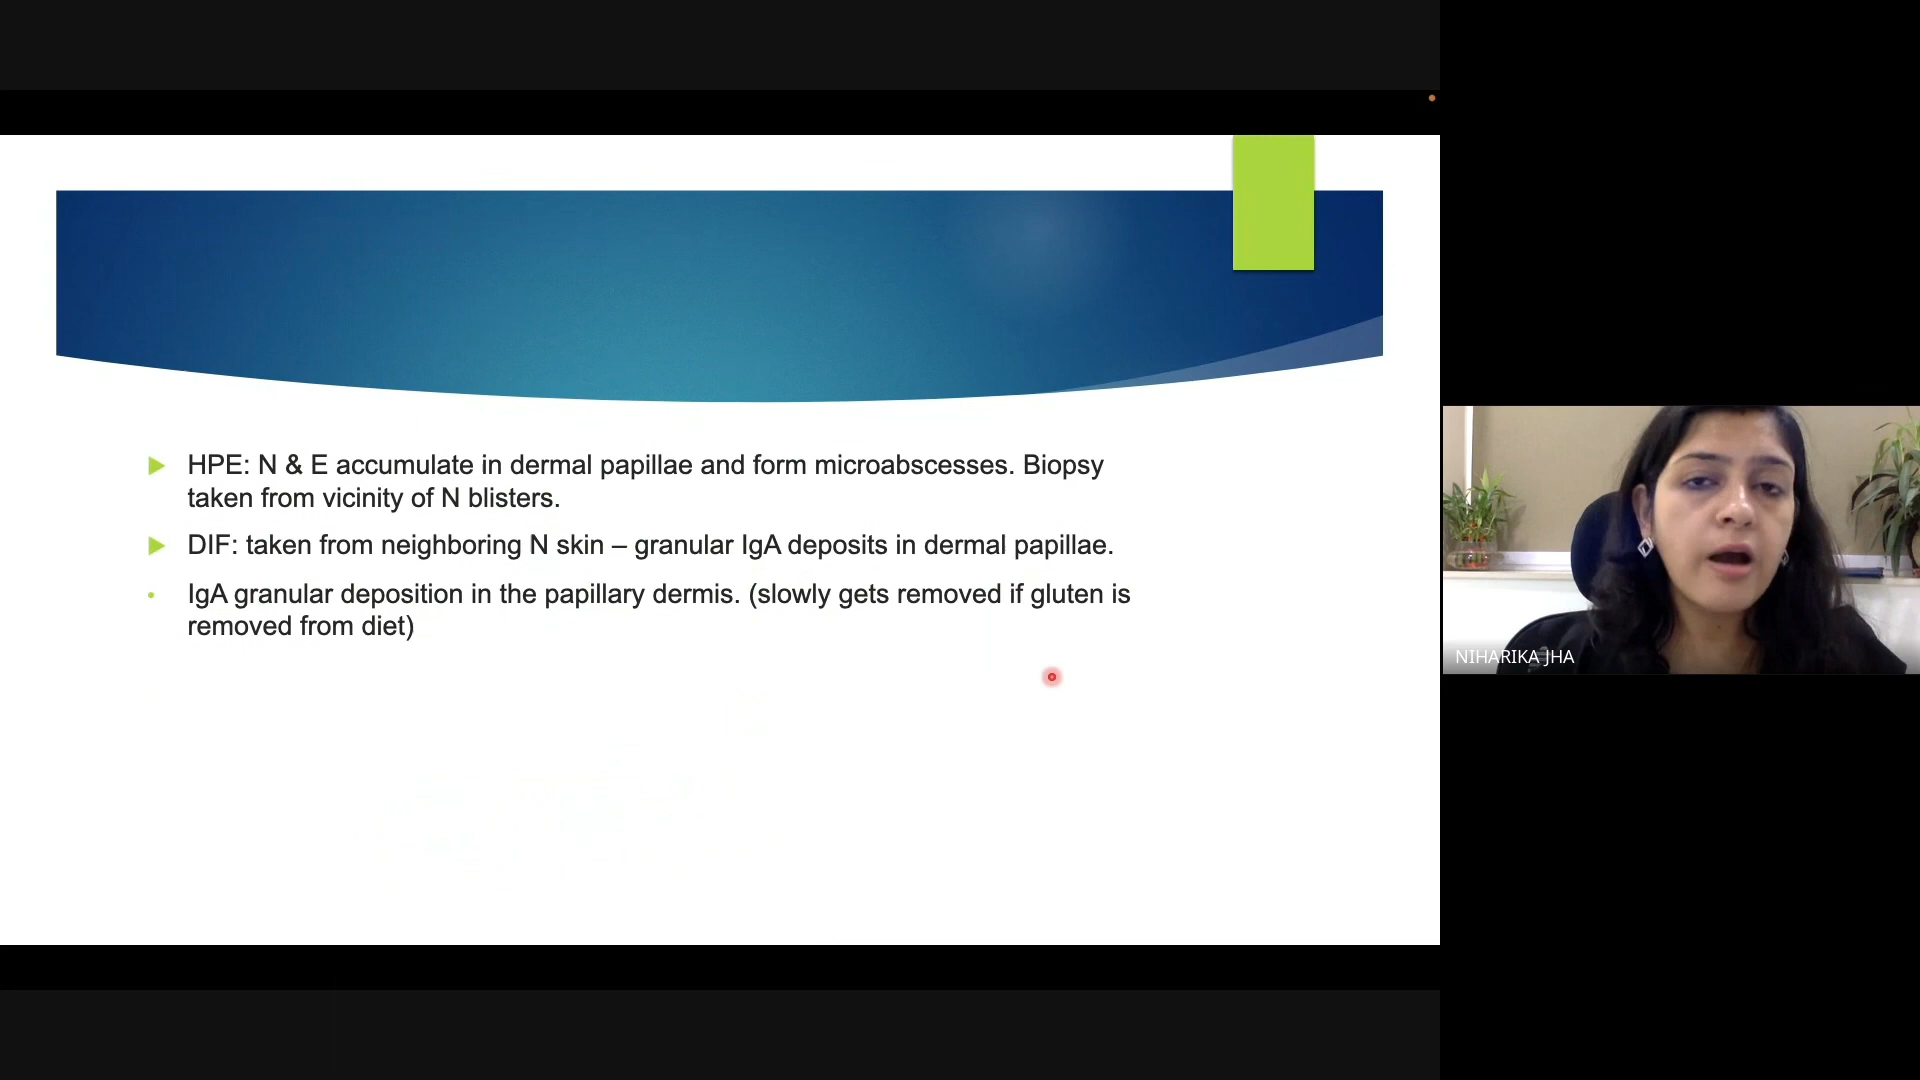 HPE: N & E accumulate in dermal papillae and form microabscesses. Biopsy
taken from vicinity of N blisters.
DIF: taken from neighboring N skin – granular IgA deposits in dermal papillae.
IgA granular deposition in the papillary dermis. (slowly gets removed if gluten is
removed from diet)
NIHARIKA JHA